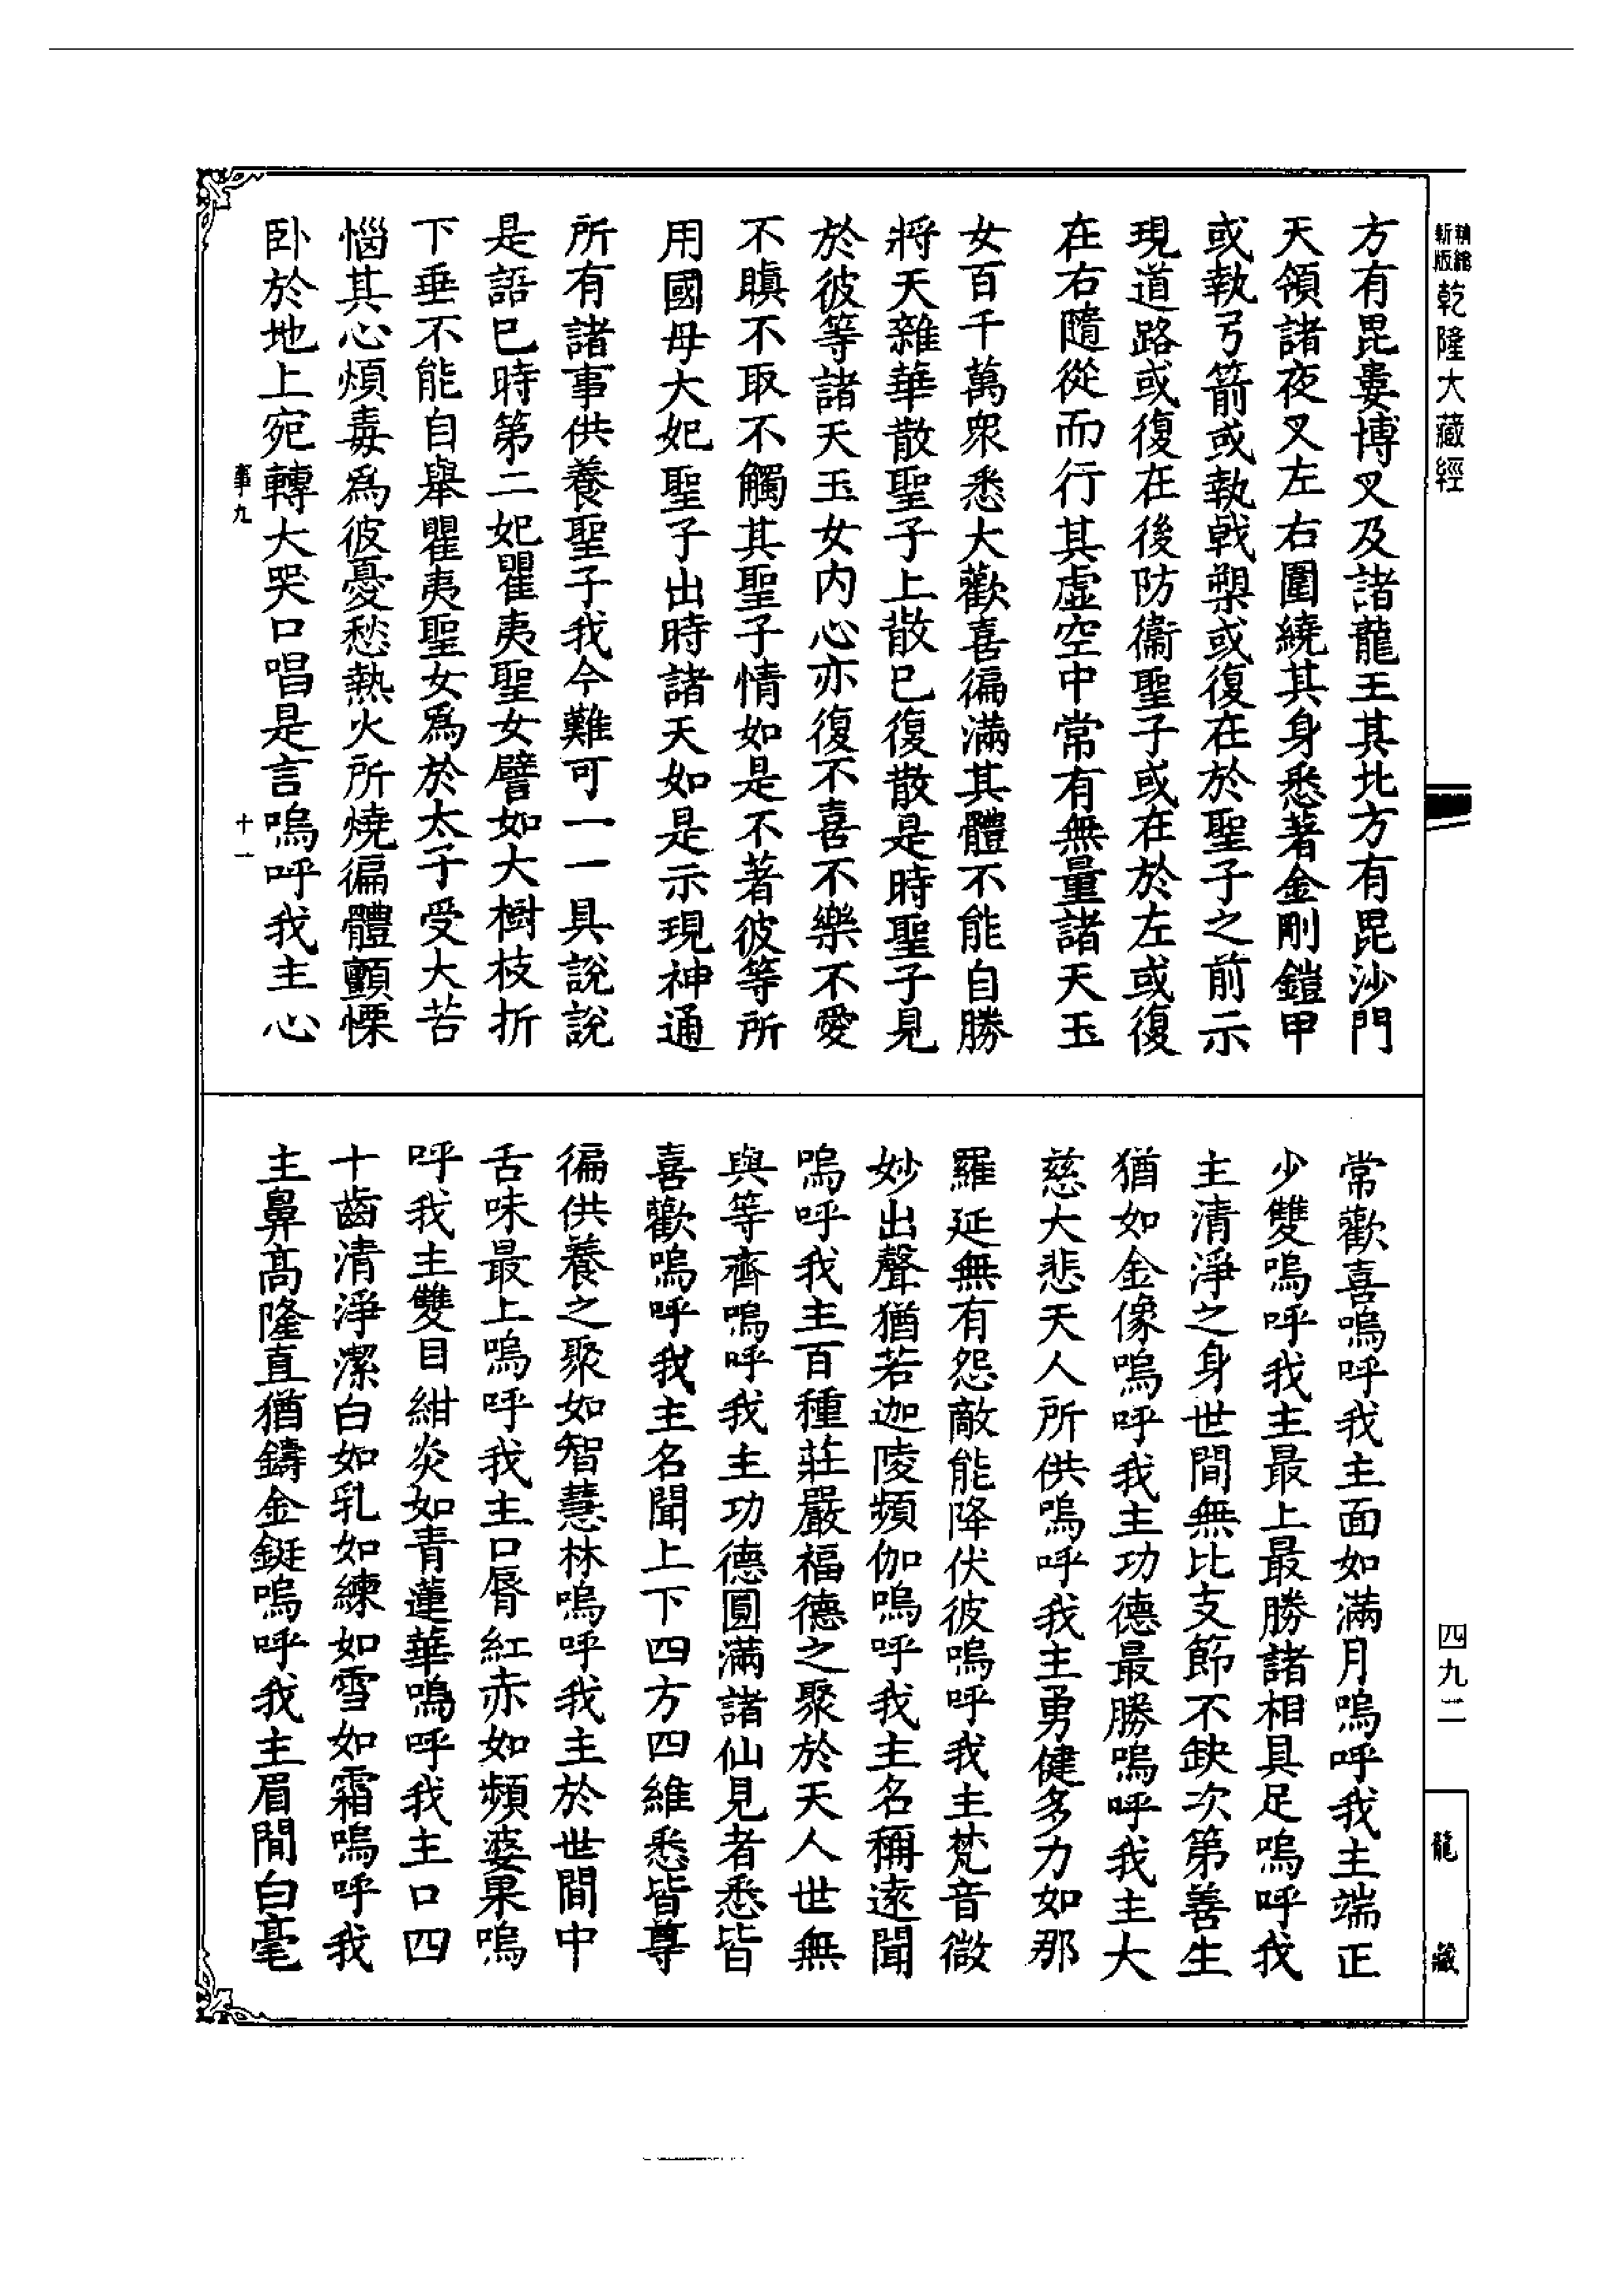 精縮新版乾隆大藏經
方有毘婁博叉及諸龍王其北方有毘沙門
天領諸夜叉左右圍繞其身悉著金剛鎧甲
或執弓箭或執戟槊或復在於聖子之前示
現道路或復在後防衞聖子或在於左或復
在右隨從而行其虛空中常有無量諸天玉
女百千萬眾悉大歡喜徧滿其體不能自勝
將天雜華散聖子上散已復散是時聖子見
於彼等諸天玉女內心亦復不喜不樂不愛
不瞋不取不觸其聖子情如是不著彼等所
用國母大妃聖子出時諸天如是示現神通
所有諸事供養聖子我今難可一一具說說
是語已時第二妃瞿夷聖女譬如大樹枝折
下垂不能自舉瞿夷聖女爲於太子受大苦
惱其心煩毒爲彼憂愁熱火所燒徧體顫慄
卧於地上宛轉大哭口唱是言嗚呼我主心
事九
十一
常歡喜嗚呼我主面如滿月嗚呼我主端正
少雙嗚呼我主最上最勝諸相具足嗚呼我
主清淨之身世間無比支節不缺次第善生
猶如金像嗚呼我主功德最勝嗚呼我主大
慈大悲天人所供嗚呼我主勇健多力如那
羅延無有怨敵能降伏彼嗚呼我主梵音微
妙出聲猶若迦陵頻伽嗚呼我主名稱遠聞
嗚呼我主百種莊嚴福德之聚於天人世無
與等齊嗚呼我主功德圓滿諸仙見者悉皆
喜歡嗚呼我主名聞上下四方四維悉皆尊
徧供養之聚如智慧林嗚呼我主於世間中
舌味最上嗚呼我主口脣紅赤如頻婆果嗚
呼我主雙目紺炎如青蓮華嗚呼我主口四
十齒清淨潔白如乳如練如雪如霜嗚呼我
主鼻高隆直猶鑄金鋌嗚呼我主眉間白毫
四九二
龍藏